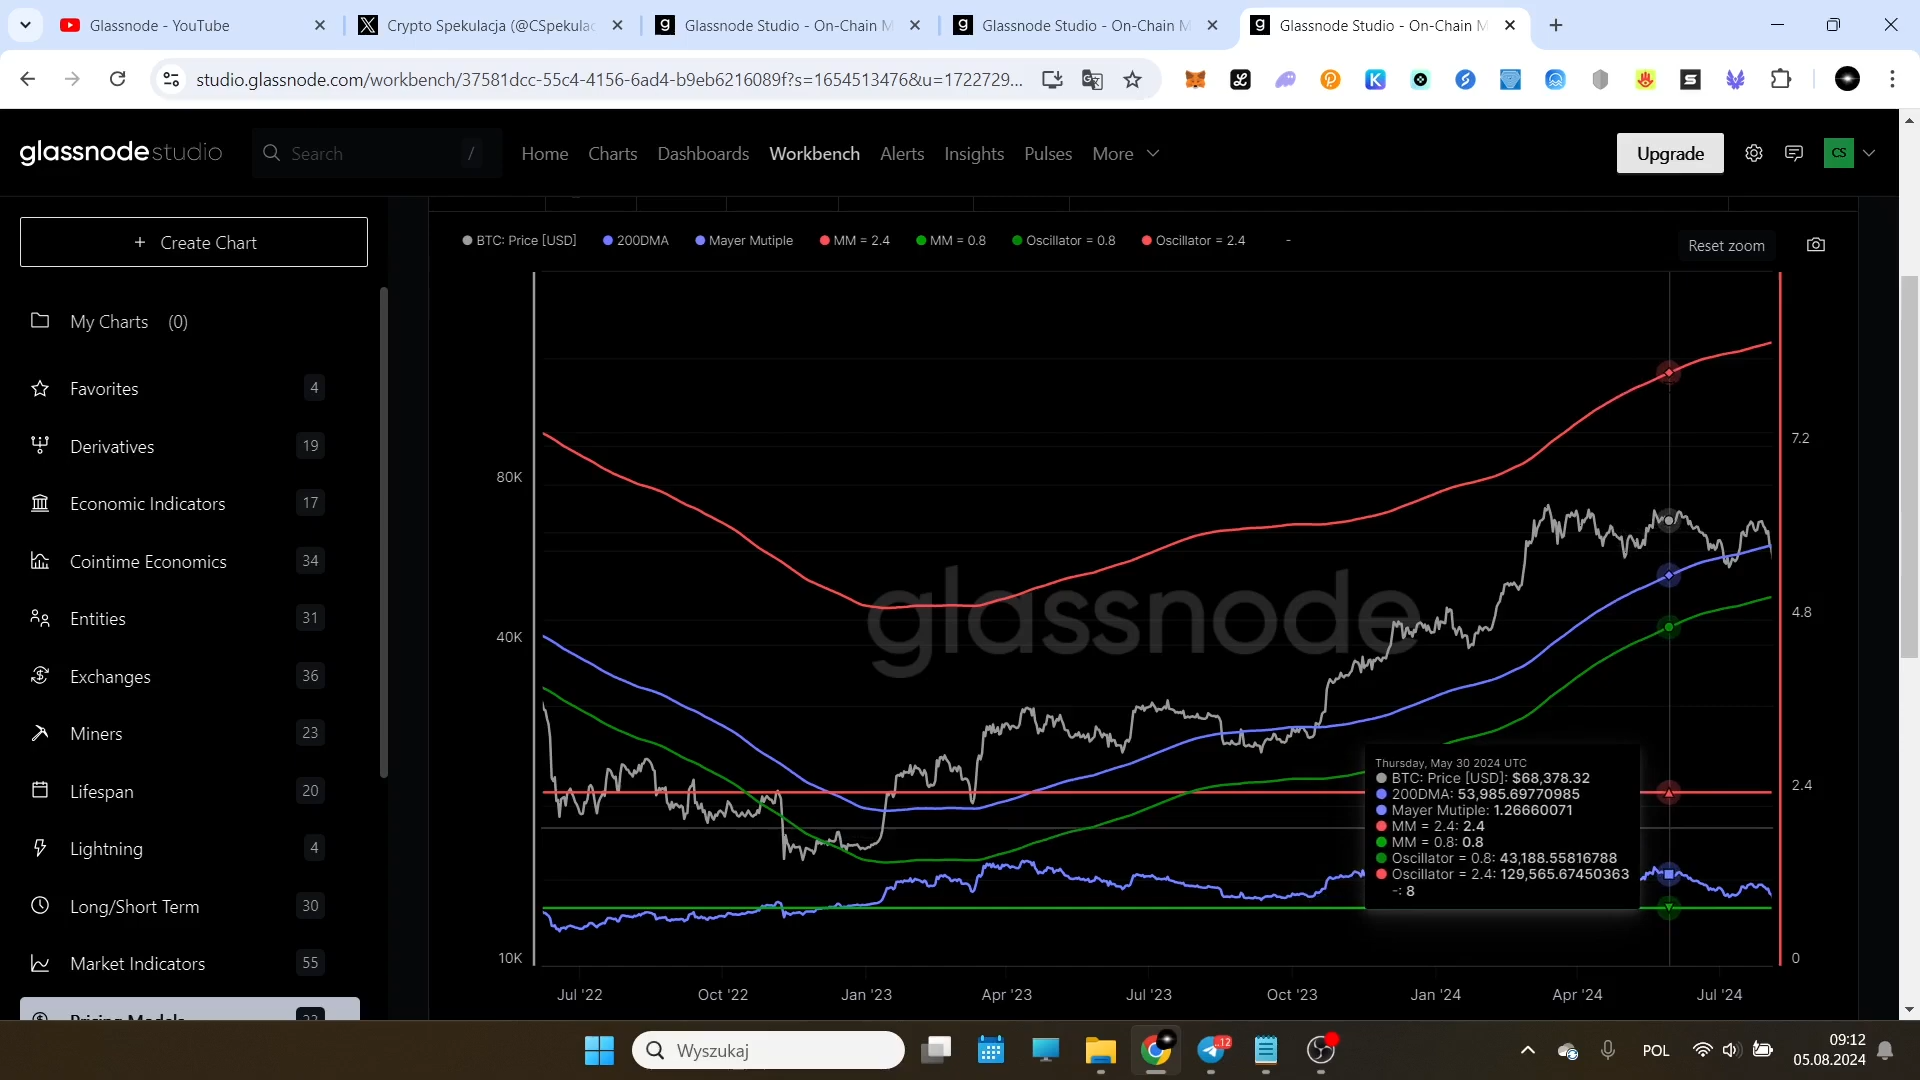 Glassnode - YouTube
Crypto Spekulacja (@CSpekulac
Glassnode Studio - On-Chain M
Glassnode Studio - On-Chain M
Glassnode Studio - On-Chain M
studio.glassnode.com/workbench/37581dcc-55c4-4156-6ad4-b9eb6216089f?s=1654513476&u=1722729...
glassnodestudio
Search /
Home
Charts
Dashboards
Workbench
Alerts
Insights
Pulses
More
Upgrade
CS
+ Create Chart
My Charts (0)
Favorites 4
Derivatives 19
Economic Indicators 17
Cointime Economics 34
Entities 31
Exchanges 36
Miners 23
Lifespan 20
Lightning 4
Long/Short Term 30
Market Indicators 55
Pricing Models
BTC: Price [USD]
200DMA
Mayer Mutiple
MM = 2.4
MM = 0.8
Oscillator = 0.8
Oscillator = 2.4
-
Reset zoom
80K
40K
10K
7.2
4.8
2.4
0
glassnode
Thursday, May 30 2024 UTC
BTC: Price [USD]: $68,378.32
200DMA: 53,985.69770985
Mayer Mutiple: 1.26660071
MM = 2.4: 2.4
MM = 0.8: 0.8
Oscillator = 0.8: 43,188.55816788
Oscillator = 2.4: 129,565.67450363
-: 8
Jul '22
Oct '22
Jan '23
Apr '23
Jul '23
Oct '23
Jan '24
Apr '24
Jul '24
Wyszukaj
12
POL
09:12
05.08.2024